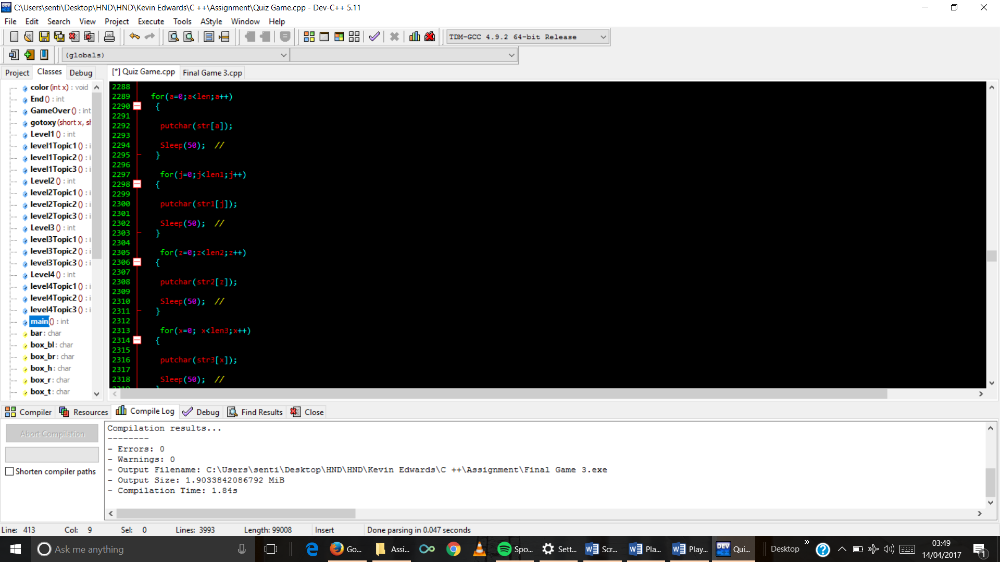 C:\Users\senti\Desktop\HND\HND\Kevin Edwards\C ++\Assignment\Quiz Game.cpp - Dev-C++ 5.11
File Edit Search View Project Execute Tools AStyle Window Help
TDM-GCC 4.9.2 64-bit Release
(globals)
Project Classes Debug
[*] Quiz Game.cpp Final Game 3.cpp
color (int x) : void
End () : int
GameOver () : int
gotoxy (short x, sh
Level1 () : int
level1Topic1 () : i
level1Topic2 () : i
level1Topic3 () : i
Level2 () : int
level2Topic1 () : i
level2Topic2 () : i
level2Topic3 () : i
Level3 () : int
level3Topic1 () : i
level3Topic2 () : i
level3Topic3 () : i
Level4 () : int
level4Topic1 () : i
level4Topic2 () : i
level4Topic3 () : i
main () : int
bar : char
box_bl : char
box_br : char
box_h : char
box_r : char
box_t : char
2288
2289 for(a=0;a<len;a++)
2290 {
2291
2292 putchar(str[a]);
2293
2294 Sleep(50); //
2295 }
2296
2297 for(j=0;j<len1;j++)
2298 {
2299
2300 putchar(str1[j]);
2301
2302 Sleep(50); //
2303 }
2304
2305 for(z=0;z<len2;z++)
2306 {
2307
2308 putchar(str2[z]);
2309
2310 Sleep(50); //
2311 }
2312
2313 for(x=0; x<len3;x++)
2314 {
2315
2316 putchar(str3[x]);
2317
2318 Sleep(50); //
2319 }
Compiler Resources Compile Log Debug Find Results Close
Abort Compilation
Shorten compiler paths
Compilation results...
--------
- Errors: 0
- Warnings: 0
- Output Filename: C:\Users\senti\Desktop\HND\HND\Kevin Edwards\C ++\Assignment\Final Game 3.exe
- Output Size: 1.9033842086792 MiB
- Compilation Time: 1.84s
Line: 413 Col: 9 Sel: 0 Lines: 3993 Length: 99008 Insert Done parsing in 0.047 seconds
Ask me anything
Go...
Assi...
Spo...
Sett...
Scr...
Pla...
Play...
DEV Qui...
Desktop
03:49
14/04/2017
1